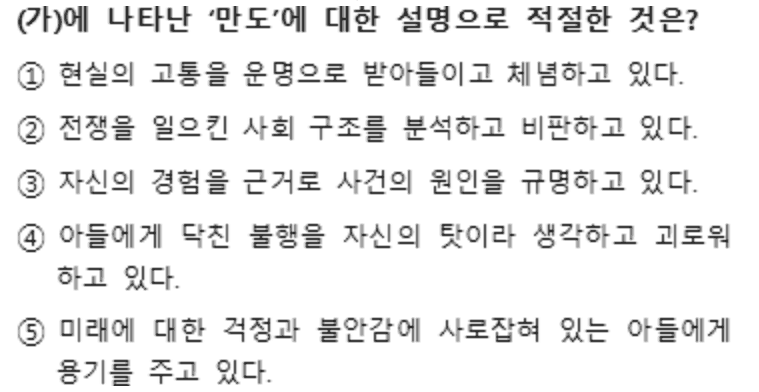 (가)에 나타난 ‘만도’에 대한 설명으로 적절한 것은?
① 현실의 고통을 운명으로 받아들이고 체념하고 있다.
② 전쟁을 일으킨 사회 구조를 분석하고 비판하고 있다.
③ 자신의 경험을 근거로 사건의 원인을 규명하고 있다.
④ 아들에게 닥친 불행을 자신의 탓이라 생각하고 괴로워
하고 있다.
⑤ 미래에 대한 걱정과 불안감에 사로잡혀 있는 아들에게
용기를 주고 있다.